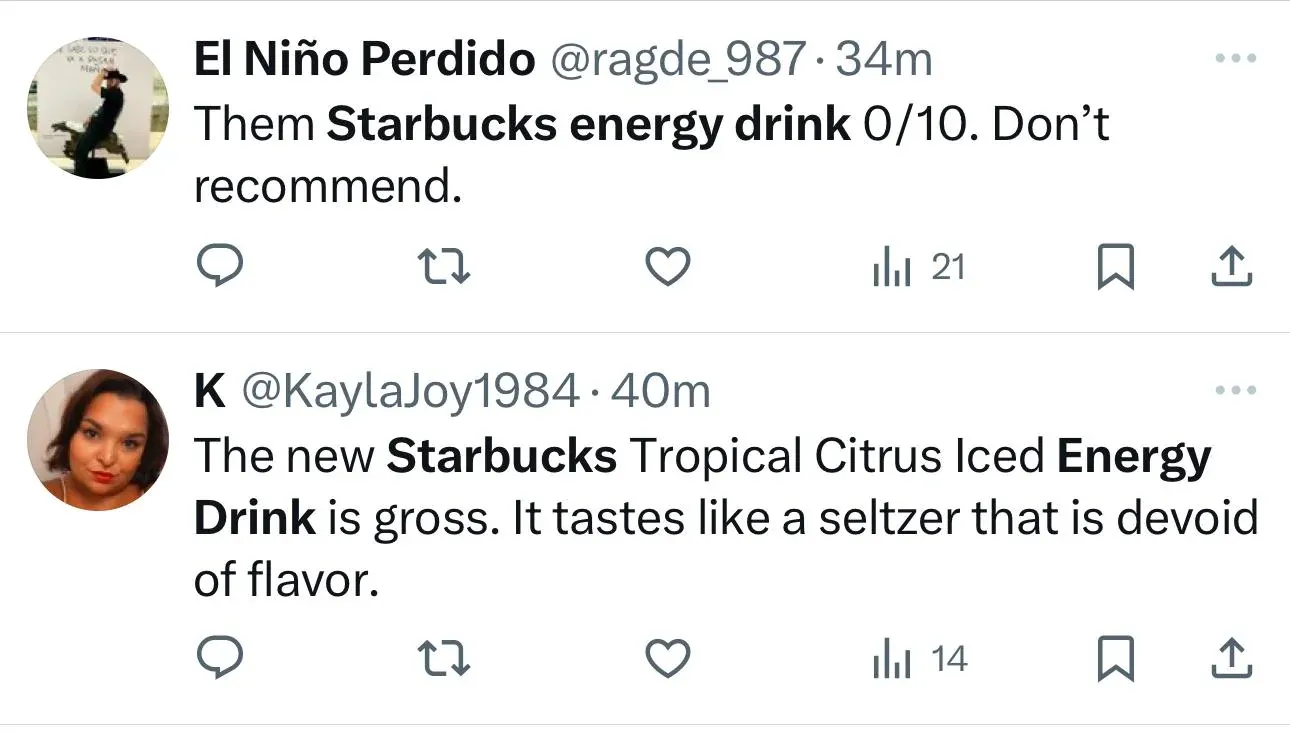 El Niño Perdido @ragde_987 · 34m
Them Starbucks energy drink 0/10. Don’t
recommend.
21
K @KaylaJoy1984 · 40m
The new Starbucks Tropical Citrus Iced Energy
Drink is gross. It tastes like a seltzer that is devoid
of flavor.
14